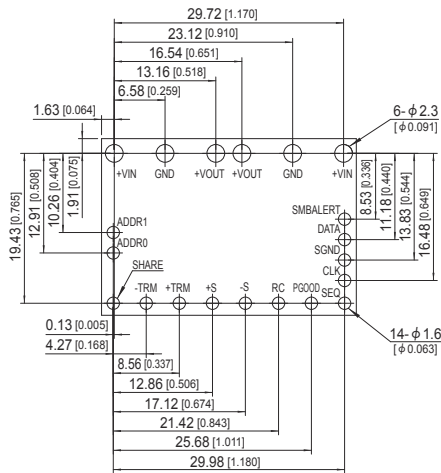 29.72 [1.170]
23.12 [0.910]
16.54 [0.651]
13.16 [0.518]
6.58 [0.259]
1.63 [0.064]
6-ϕ2.3
[ϕ0.091]
+VIN GND +VOUT +VOUT GND +VIN
19.43 [0.765]
12.91 [0.508]
10.26 [0.404]
1.91 [0.075]
8.53 [0.336]
11.18 [0.440]
13.83 [0.544]
16.48 [0.649]
SMBALERT
ADDR1
DATA
ADDR0
SGND
SHARE
CLK
-TRM +TRM +S -S RC PGOOD SEQ
0.13 [0.005]
14-ϕ1.6
[ϕ0.063]
4.27 [0.168]
8.56 [0.337]
12.86 [0.506]
17.12 [0.674]
21.42 [0.843]
25.68 [1.011]
29.98 [1.180]